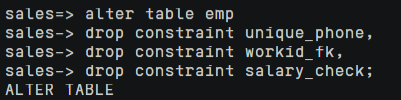 sales=> alter table emp
sales-> drop constraint unique_phone,
sales-> drop constraint workid_fk,
sales-> drop constraint salary_check;
ALTER TABLE